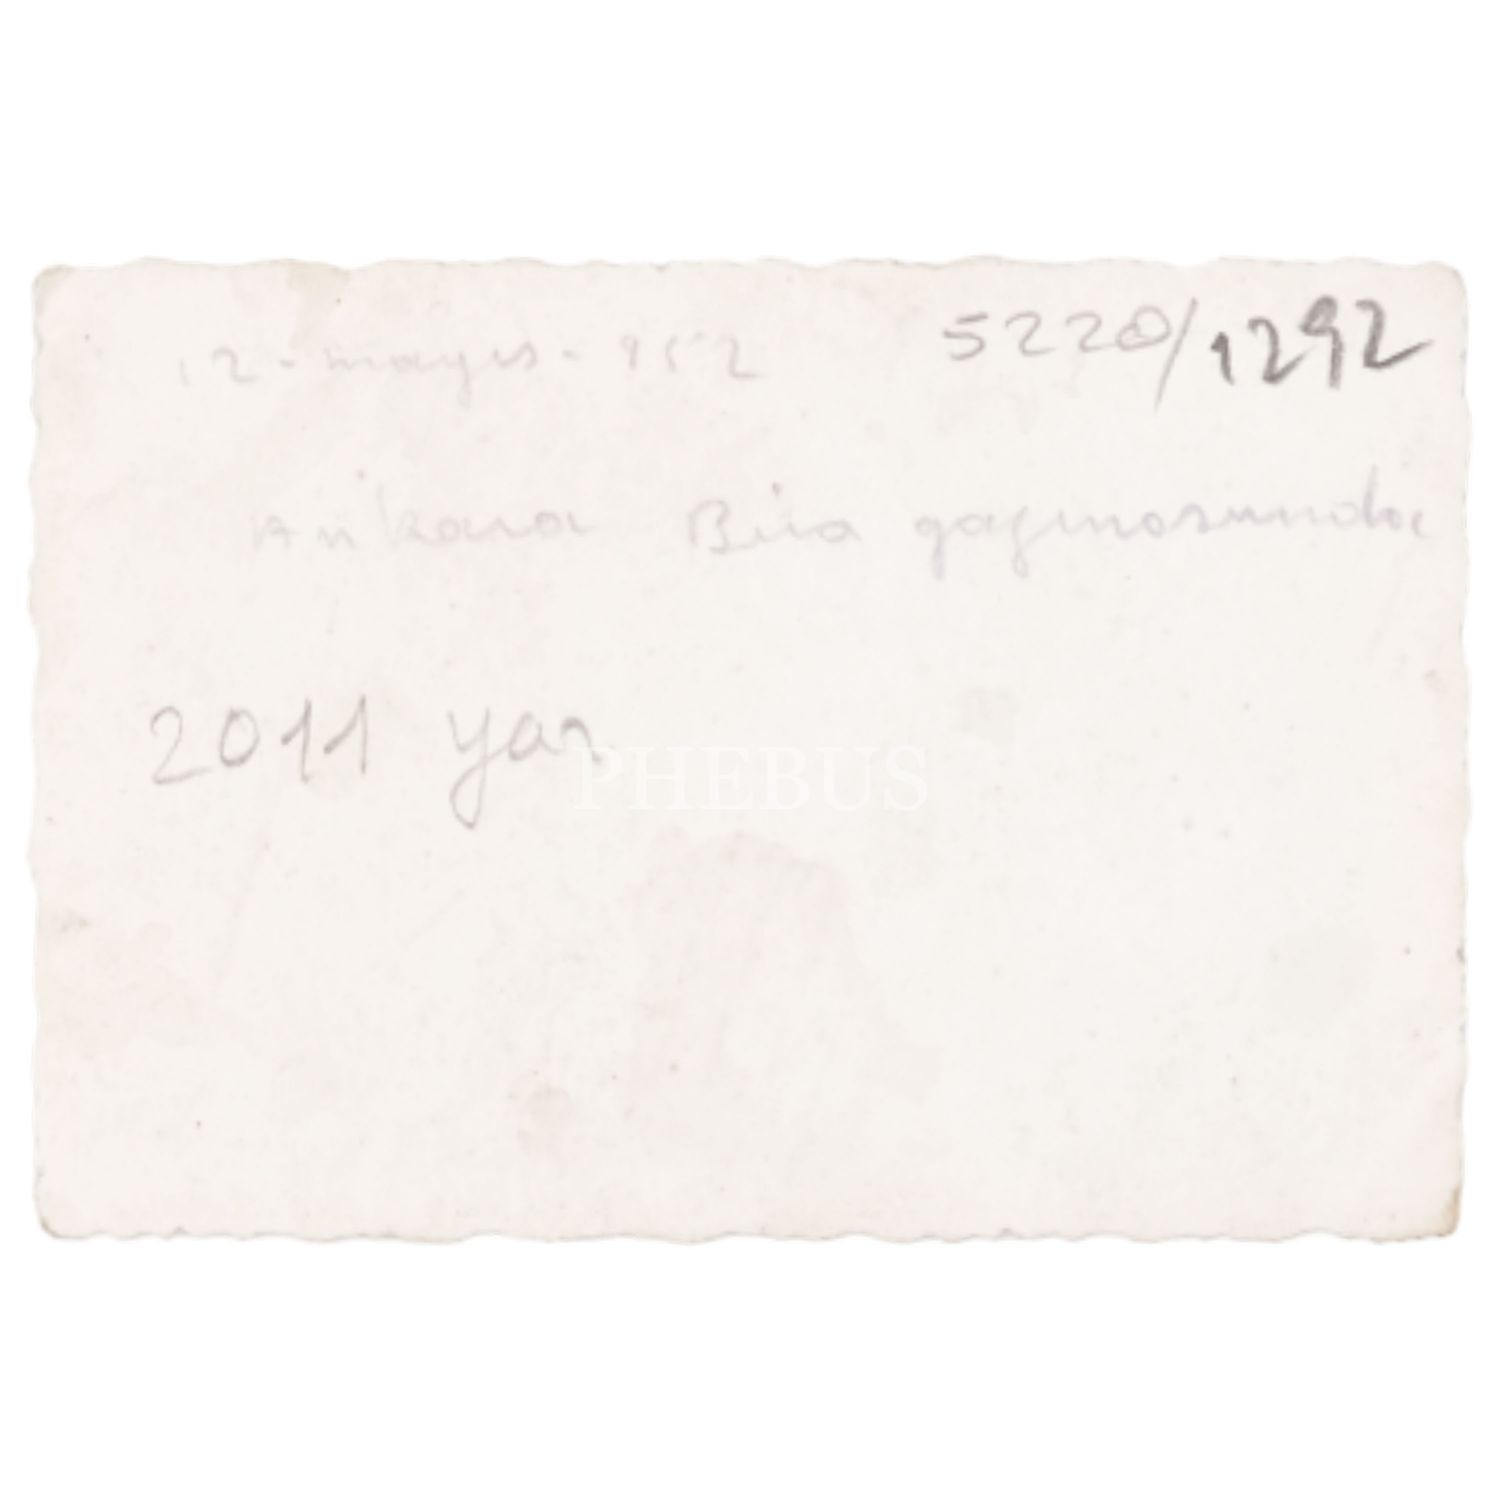 12 - mayıs - 952
5220/1292
Ankara Bira gazinosunda
2011 yaz
PHEBUS